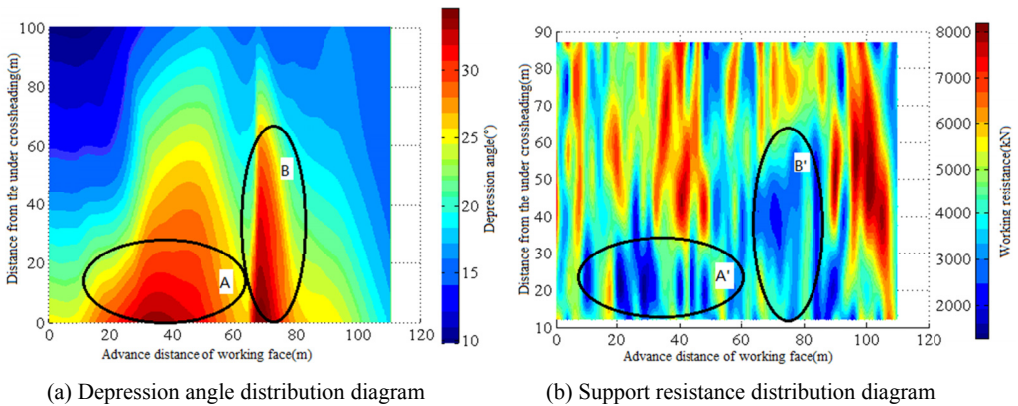 Distance from the under crossheading(m)
100
80
60
40
20
0
0 20 40 60 80 100 120
Advance distance of working face(m)
A
B
30
25
20
15
10
Depression angle(°)
(a) Depression angle distribution diagram
Distance from the under crossheading(m)
90
80
70
60
50
40
30
20
10
0 20 40 60 80 100 120
Advance distance of working face(m)
A'
B'
8000
7000
6000
5000
4000
3000
2000
Working resistance(kN)
(b) Support resistance distribution diagram